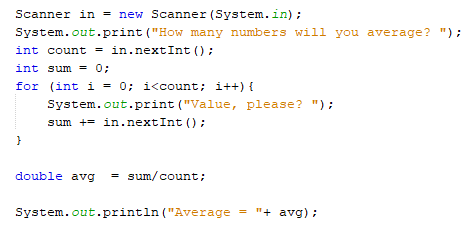 Scanner in = new Scanner(System.in);
System.out.print("How many numbers will you average? ");
int count = in.nextInt();
int sum = 0;
for (int i = 0; i<count; i++){
    System.out.print("Value, please? ");
    sum += in.nextInt();
}

double avg  = sum/count;

System.out.println("Average = "+ avg);